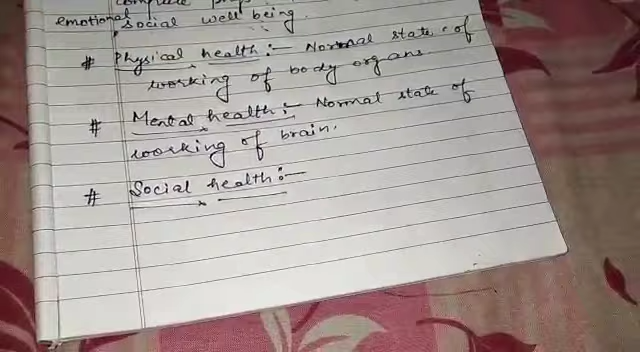 complete
emotional, social well being.
# Physical health:- Normal state of
working of body organs
# Mental health:- Normal state of
working of brain.
# Social health:-